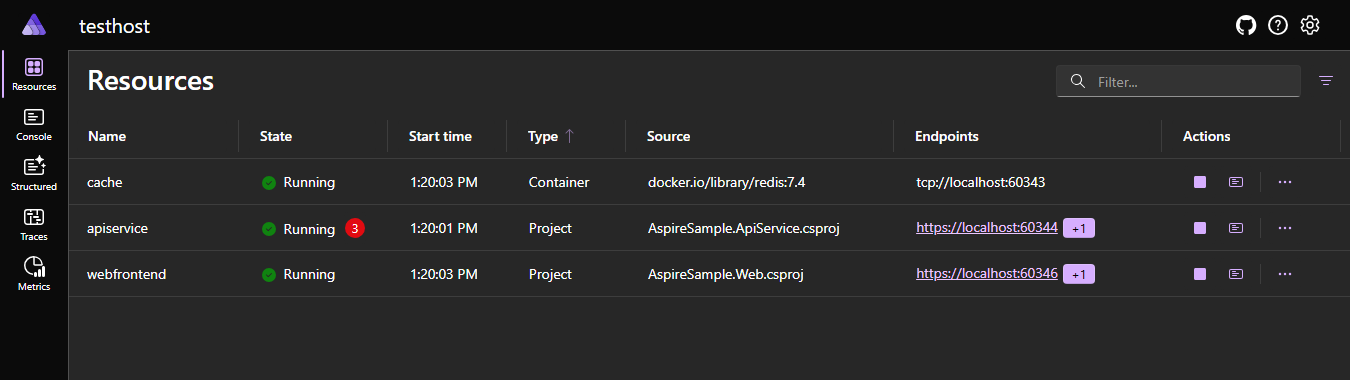 testhost
Resources
Resources
Filter...
Console
Structured
Traces
Metrics
Name State Start time Type Source Endpoints Actions
cache Running 1:20:03 PM Container docker.io/library/redis:7.4 tcp://localhost:60343
apiservice Running 3 1:20:01 PM Project AspireSample.ApiService.csproj https://localhost:60344 +1
webfrontend Running 1:20:03 PM Project AspireSample.Web.csproj https://localhost:60346 +1